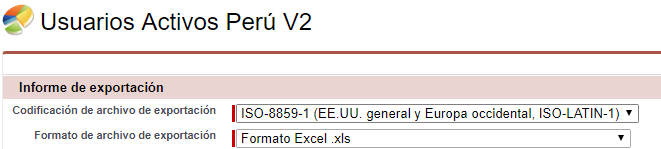 Usuarios Activos Perú V2
Informe de exportación
Codificación de archivo de exportación ISO-8859-1 (EE.UU. general y Europa occidental, ISO-LATIN-1)
Formato de archivo de exportación Formato Excel .xls